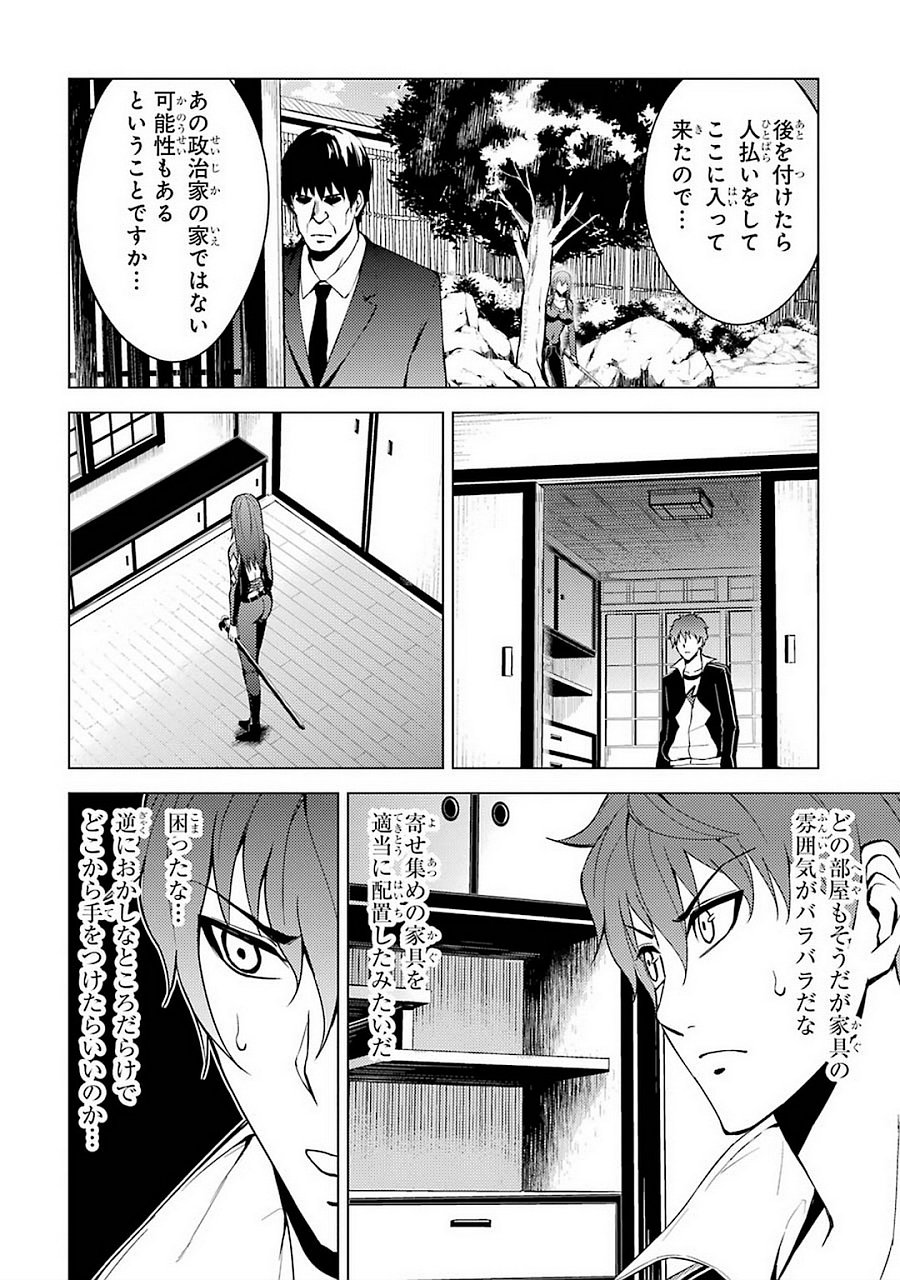 後を付けたら
人払いをして
ここに入って
来たので…
あの政治家の家ではない
可能性もある
ということですか…
どの部屋もそうだが家具の
雰囲気がバラバラだな
寄せ集めの家具を
適当に配置したみたいだ
困ったな…
逆におかしなところだらけで
どこから手をつけたらいいのか…